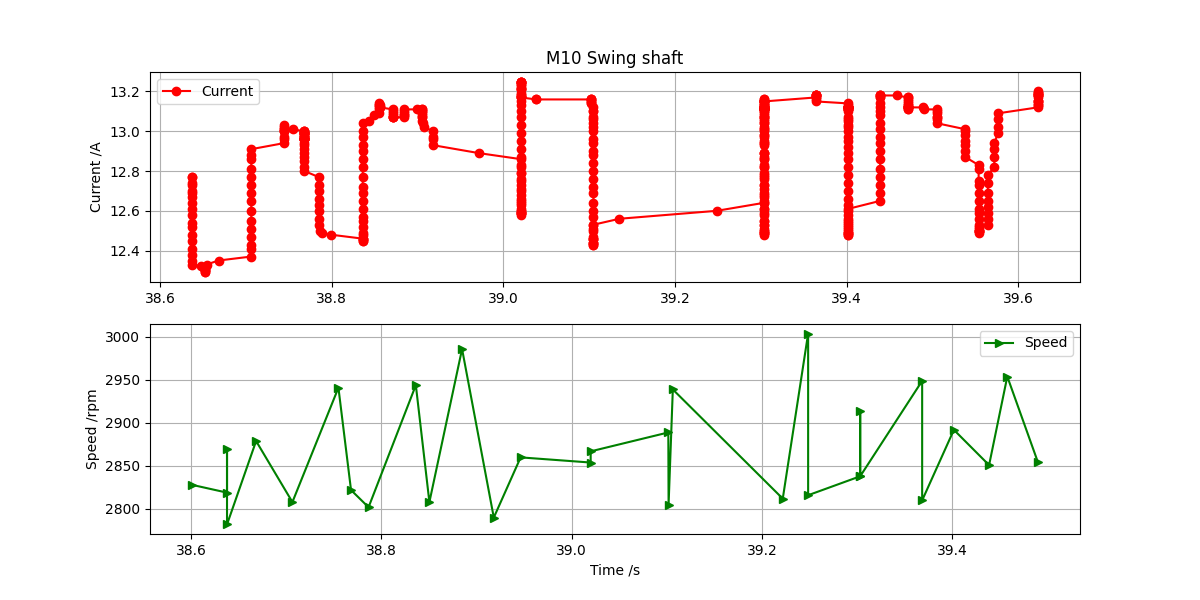 M10 Swing shaft
Current /A
13.2
13.0
12.8
12.6
12.4
Current
38.6 38.8 39.0 39.2 39.4 39.6
Speed /rpm
3000
2950
2900
2850
2800
Speed
38.6 38.8 39.0 39.2 39.4
Time /s